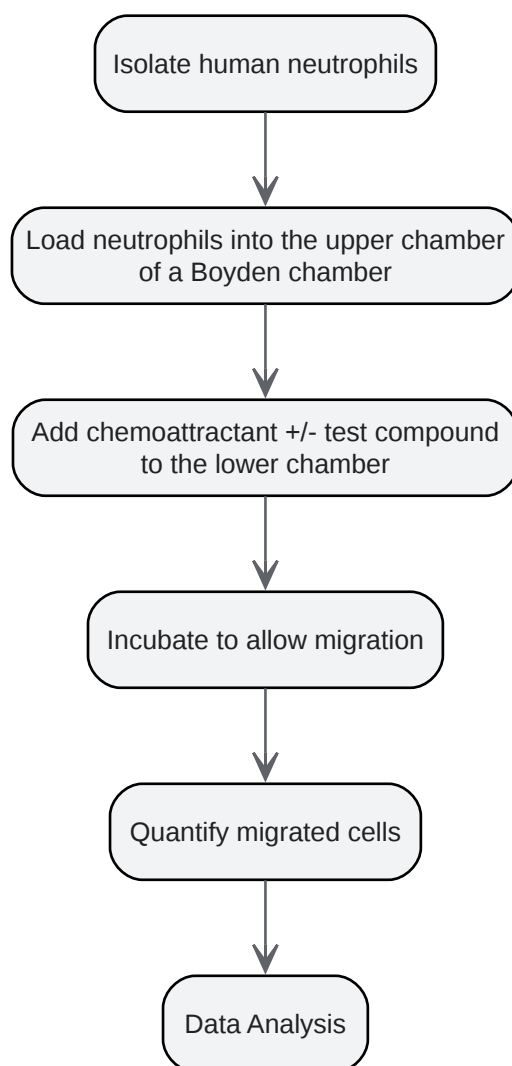 Isolate human neutrophils
Load neutrophils into the upper chamber
of a Boyden chamber
Add chemoattractant +/- test compound
to the lower chamber
Incubate to allow migration
Quantify migrated cells
Data Analysis